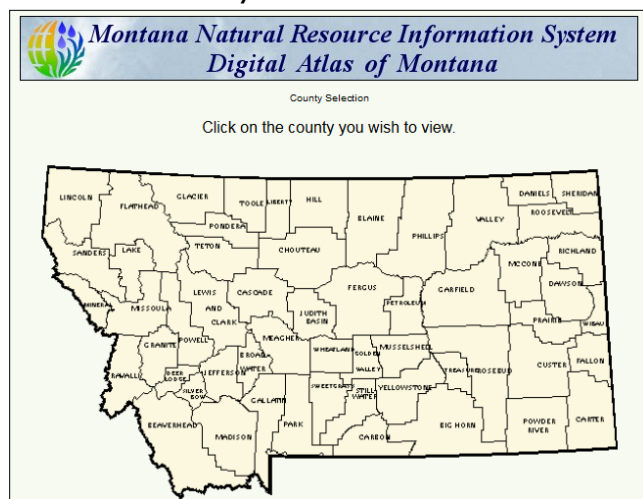 Montana Natural Resource Information System
Digital Atlas of Montana
County Selection
Click on the county you wish to view.
LINCOLN
FLATHEAD
GLACIER
TOOLE
LIBERTY
HILL
BLAINE
PHILLIPS
VALLEY
DANIELS
SHERIDAN
ROOSEVELT
PONDERA
TETON
CHOUTEAU
SANDERS
LAKE
RICHLAND
MCCONE
DAWSON
GARFIELD
PETROLEUM
FERGUS
JUDITH
BASIN
CASCADE
LEWIS
AND
CLARK
MISSOULA
MINERAL
POWELL
GRANITE
MEAGHER
BROAD
WATER
JEFFERSON
DEER
LODGE
SILVER
BOW
RAVALLI
WHEATLAND
GOLDEN
VALLEY
MUSSELSHELL
TREASURE
ROSEBUD
PRAIRIE
WIBAUX
CUSTER
FALLON
SWEETGRASS
STILL
WATER
YELLOWSTONE
GALLATIN
PARK
BEAVERHEAD
MADISON
CARBON
BIG HORN
POWDER
RIVER
CARTER